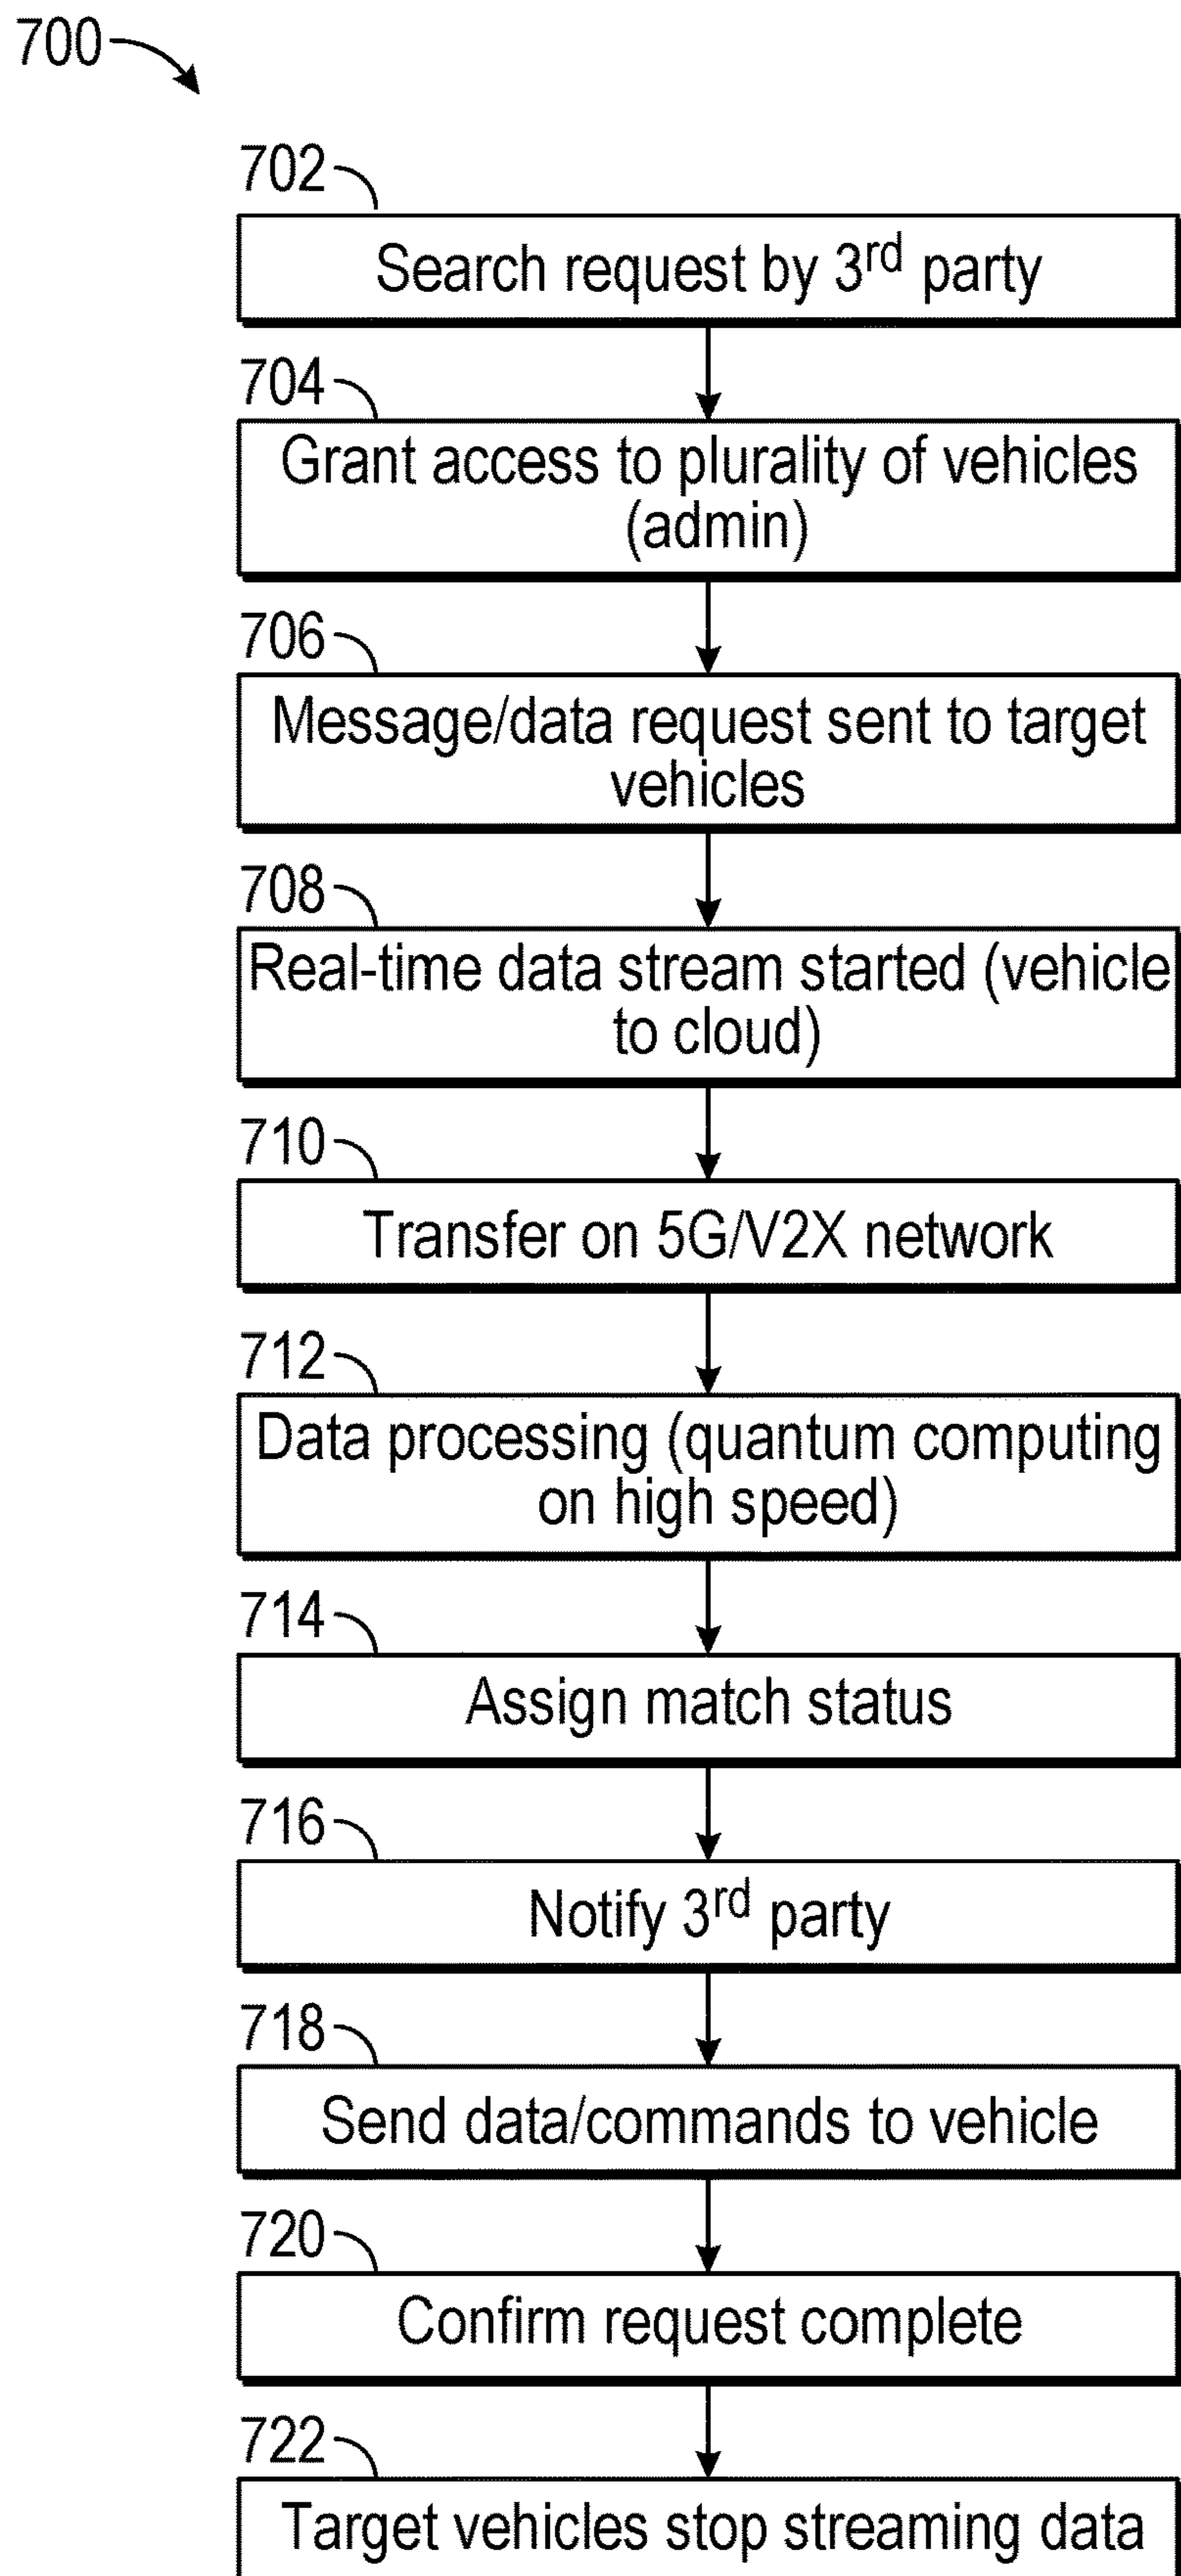 700
702
Search request by 3rd party
704
Grant access to plurality of vehicles
(admin)
706
Message/data request sent to target
vehicles
708
Real-time data stream started (vehicle
to cloud)
710
Transfer on 5G/V2X network
712
Data processing (quantum computing
on high speed)
714
Assign match status
716
Notify 3rd party
718
Send data/commands to vehicle
720
Confirm request complete
722
Target vehicles stop streaming data